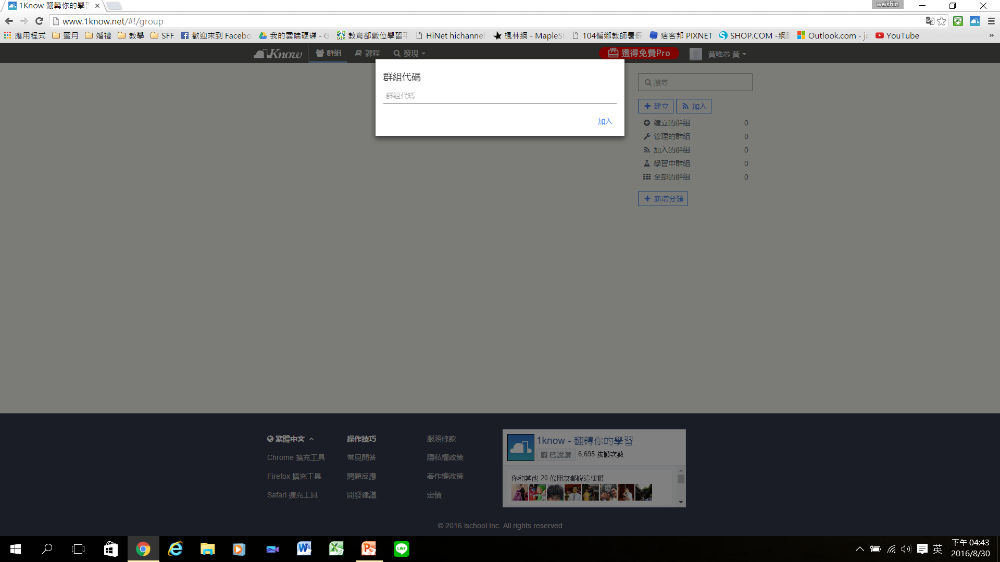 1Know 翻轉你的學習
weishin
www.1know.net/#!/group
應用程式 蜜月 婚禮 教學 SFF 歡迎來到 Facebo 我的雲端硬碟 - G 教育部數位學習平 HiNet hichannel 楓林網 - MapleSt 104偏鄉教師暑假 痞客邦 PIXNET SHOP.COM -網路 Outlook.com - ja YouTube »
1Know 群組 課程 發現 獲得免費Pro 黃唯芯 黃
群組代碼
群組代碼
加入
搜尋
建立 加入
建立的群組 0
管理的群組 0
加入的群組 0
學習中群組 0
全部的群組 0
新增分類
繁體中文 操作技巧 服務條款
Chrome 擴充工具 常見問答 隱私權政策
Firefox 擴充工具 問題反應 著作權政策
Safari 擴充工具 開發建議 定價
1know - 翻轉你的學習
已說讚 6,695 按讚次數
你和其他 20 位朋友都說這個讚
© 2016 ischool Inc. All rights reserved
LINE
英
下午 04:43
2016/8/30